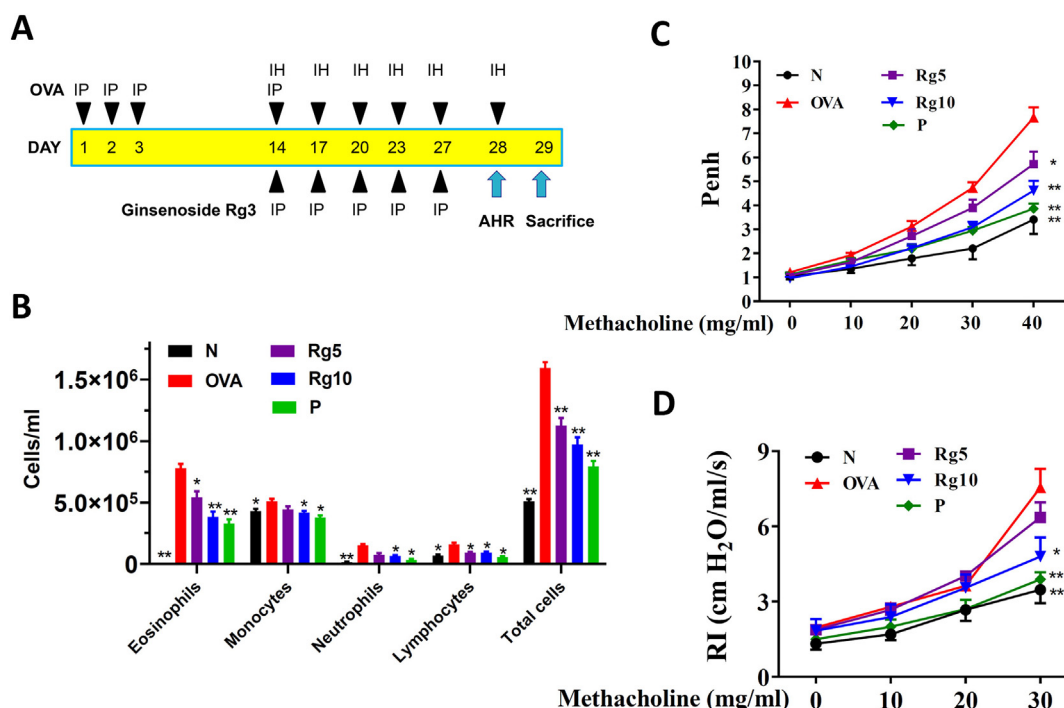 A
IH IH IH IH IH IH
OVA IP IP IP IP
DAY 1 2 3 14 17 20 23 27 28 29
Ginsenoside Rg3 IP IP IP IP IP
AHR Sacrifice
B
N Rg5
OVA Rg10
P
Cells/ml
1.5×10⁶
1.0×10⁶
5.0×10⁵
0
** * ** **
* * *
** * *
* * * *
** ** ** **
Eosinophils Monocytes Neutrophils Lymphocytes Total cells
C
N Rg5
OVA Rg10
P
Penh
10
9
8
7
6
5
4
3
2
1
0
*
**
**
**
Methacholine (mg/ml) 0 10 20 30 40
D
N Rg5
OVA Rg10
P
RI (cm H₂O/ml/s)
9
6
3
0
*
**
**
Methacholine (mg/ml) 0 10 20 30